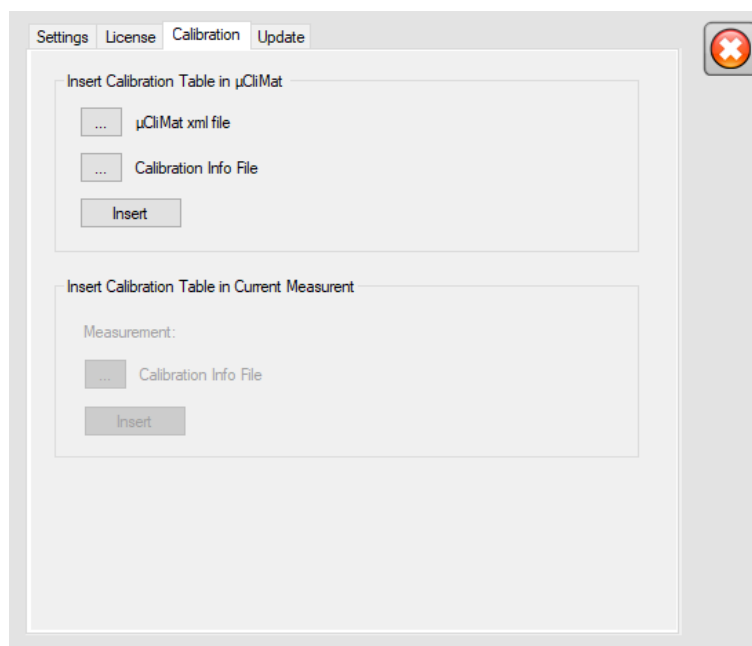 Settings License Calibration Update
Insert Calibration Table in µCliMat
... µCliMat xml file
... Calibration Info File
Insert
Insert Calibration Table in Current Measurent
Measurement:
... Calibration Info File
Insert